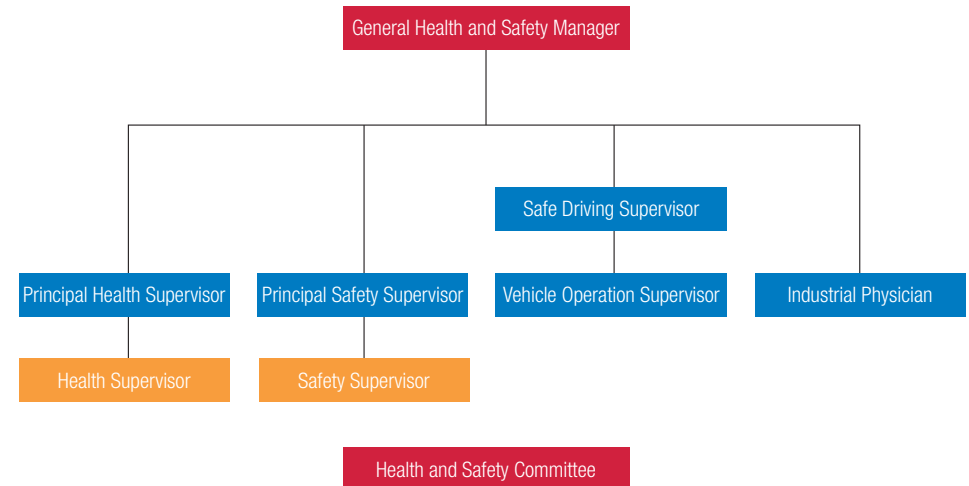 General Health and Safety Manager
Safe Driving Supervisor
Principal Health Supervisor
Principal Safety Supervisor
Vehicle Operation Supervisor
Industrial Physician
Health Supervisor
Safety Supervisor
Health and Safety Committee